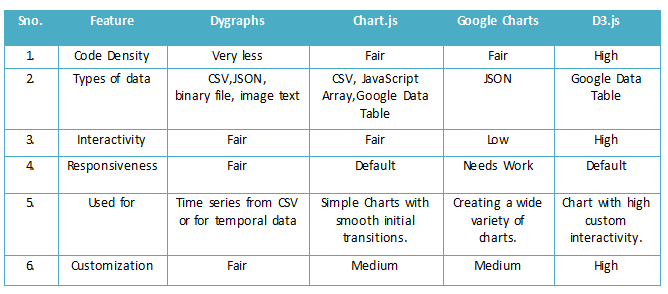 Sno. Feature Dygraphs Chart.js Google Charts D3.js
1. Code Density Very less Fair Fair High
2. Types of data CSV,JSON, CSV, JavaScript JSON Google Data
binary file, image text Array,Google Data Table
Table
3. Interactivity Fair Fair Low High
4. Responsiveness Fair Default Needs Work Default
5. Used for Time series from CSV Simple Charts with Creating a wide Chart with high
or for temporal data smooth initial variety of custom
transitions. charts. interactivity.
6. Customization Fair Medium Medium High